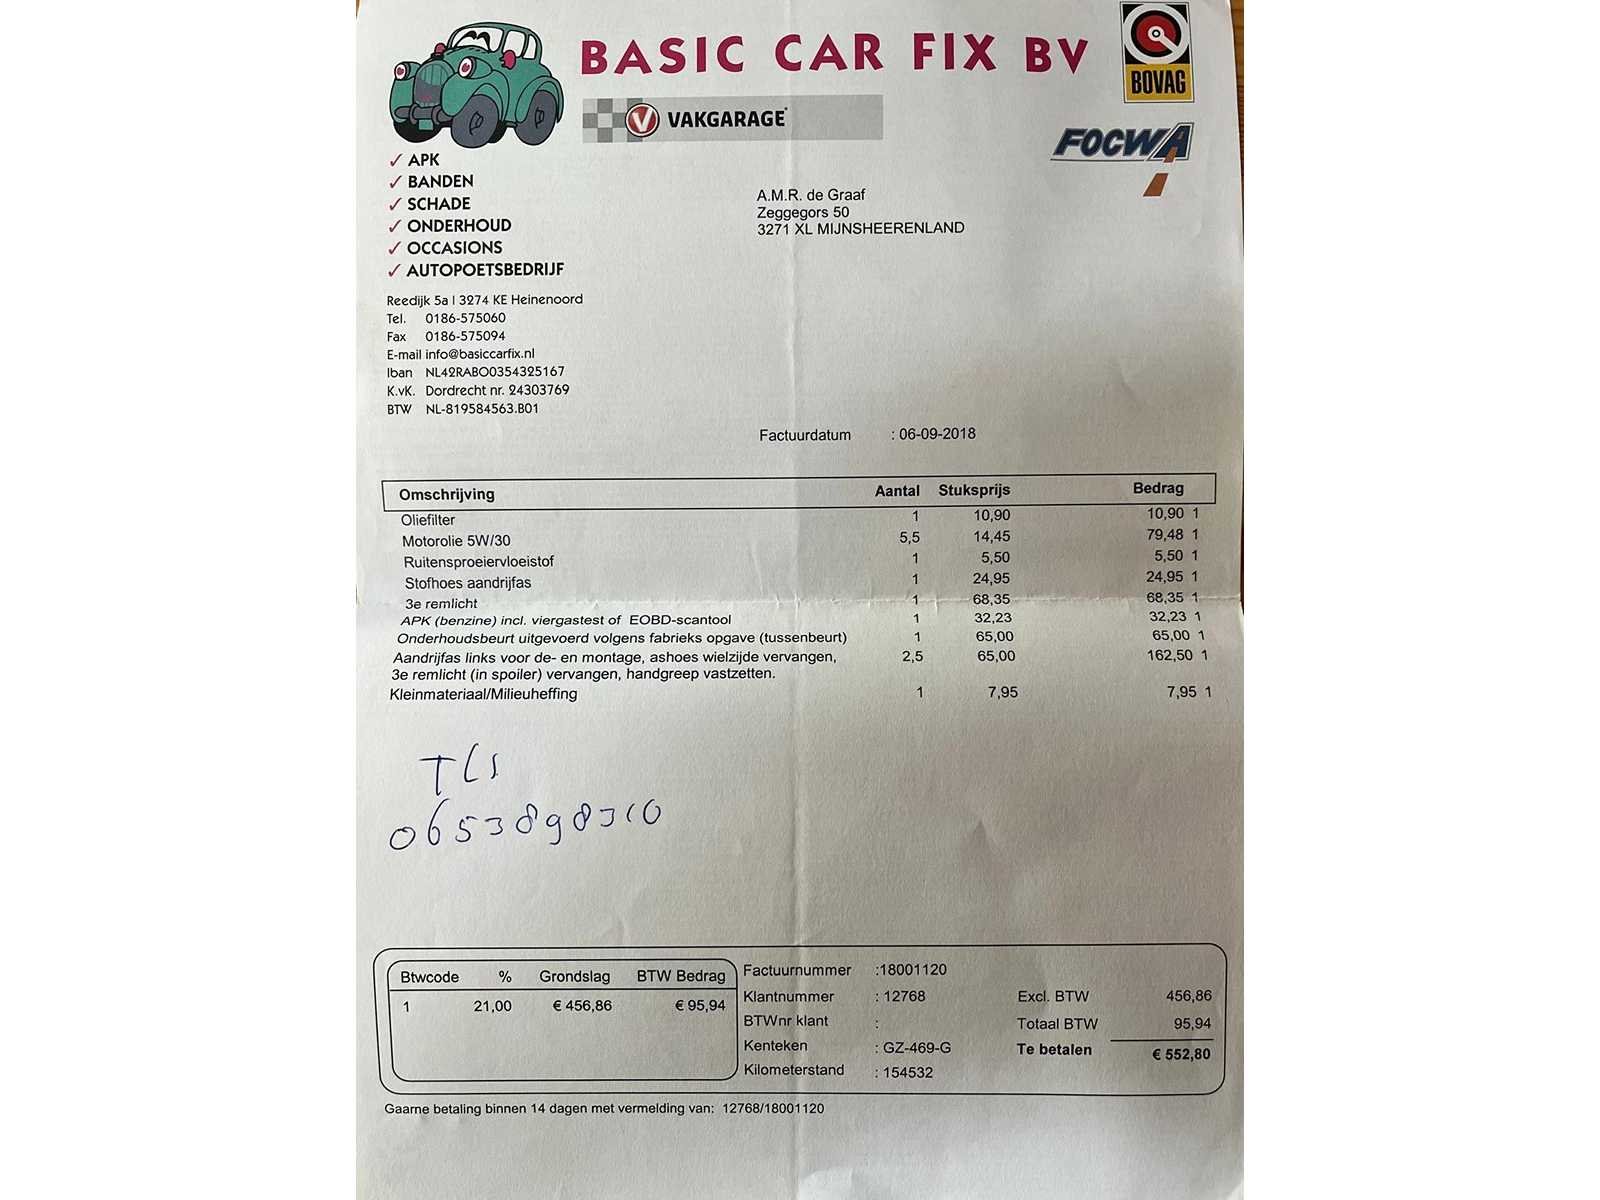 BASIC CAR FIX BV
BOVAG
VAKGARAGE
FOCWA
✓ APK
✓ BANDEN
✓ SCHADE
✓ ONDERHOUD
✓ OCCASIONS
✓ AUTOPOETSBEDRIJF
A.M.R. de Graaf
Zeggegors 50
3271 XL MIJNSHEERENLAND
Reedijk 5a | 3274 KE Heinenoord
Tel. 0186-575060
Fax 0186-575094
E-mail info@basiccarfix.nl
Iban NL42RABO0354325167
K.vK. Dordrecht nr. 24303769
BTW NL-819584563.B01
Factuurdatum : 06-09-2018
Omschrijving Aantal Stuksprijs Bedrag
Oliefilter 1 10,90 10,90 1
Motorolie 5W/30 5,5 14,45 79,48 1
Ruitensproeiervloeistof 1 5,50 5,50 1
Stofhoes aandrijfas 1 24,95 24,95 1
3e remlicht 1 68,35 68,35 1
APK (benzine) incl. viergastest of EOBD-scantool 1 32,23 32,23 1
Onderhoudsbeurt uitgevoerd volgens fabrieks opgave (tussenbeurt) 1 65,00 65,00 1
Aandrijfas links voor de- en montage, ashoes wielzijde vervangen, 2,5 65,00 162,50 1
3e remlicht (in spoiler) vervangen, handgreep vastzetten.
Kleinmateriaal/Milieuheffing 1 7,95 7,95 1
0653898310
Btwcode % Grondslag BTW Bedrag
1 21,00 € 456,86 € 95,94
Factuurnummer :18001120
Klantnummer : 12768
BTWnr klant :
Kenteken : GZ-469-G
Kilometerstand : 154532
Excl. BTW 456,86
Totaal BTW 95,94
Te betalen € 552,80
Gaarne betaling binnen 14 dagen met vermelding van: 12768/18001120